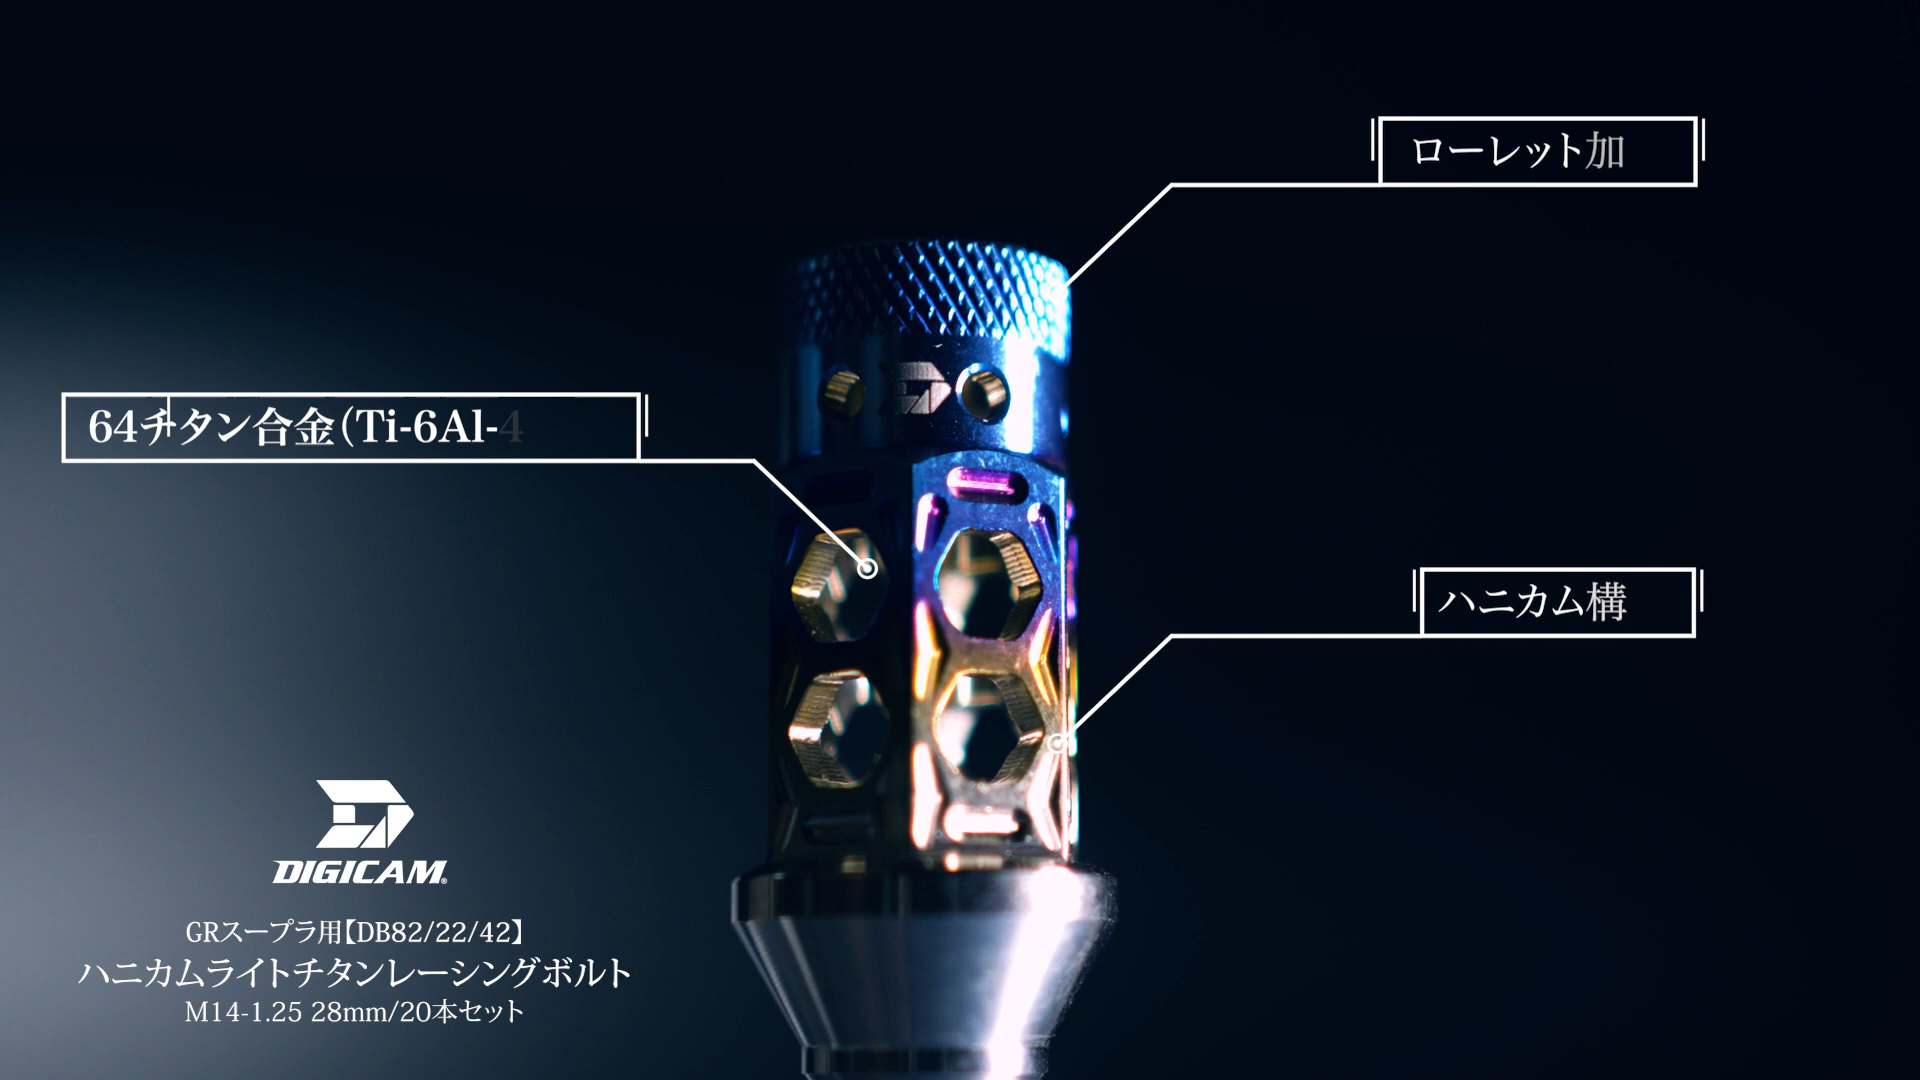 ローレット加
64チタン合金(Ti-6Al-4
ハニカム構
DIGICAM®
GRスープラ用【DB82/22/42】
ハニカムライトチタンレーシングボルト
M14-1.25 28mm/20本セット